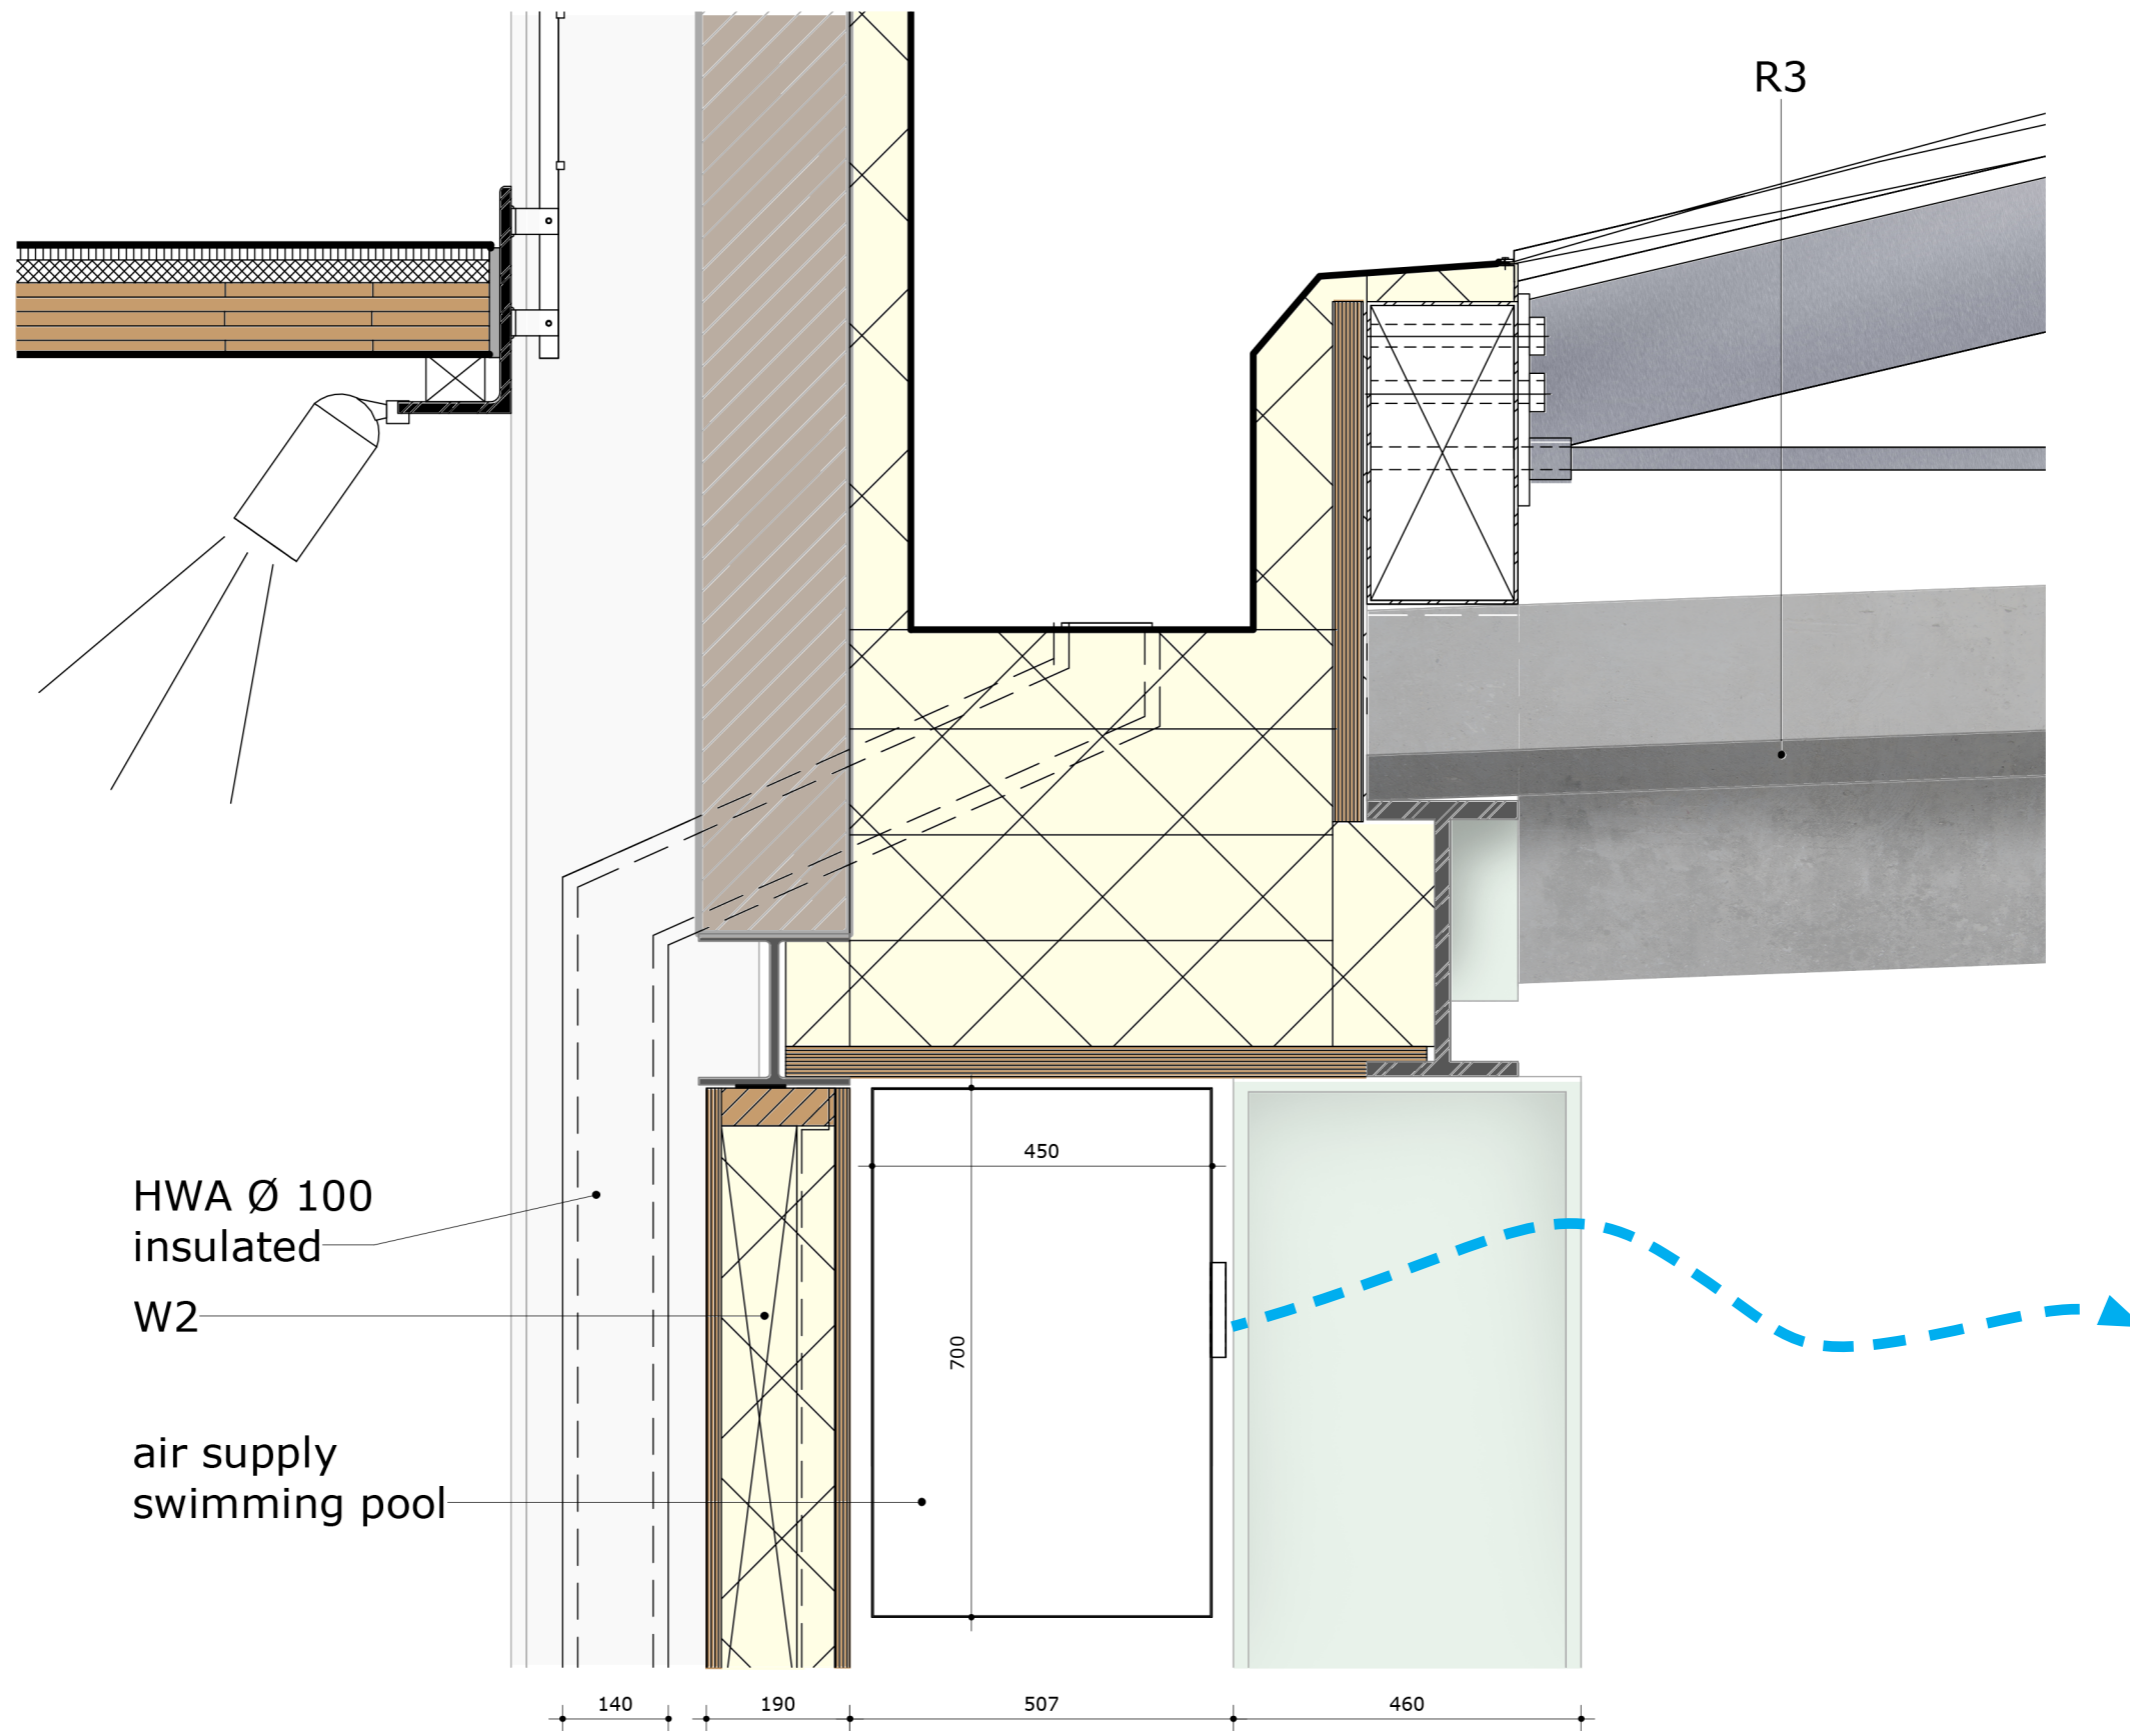 R3
HWA Ø 100
insulated
W2
air supply
swimming pool
450
700
140
190
507
460